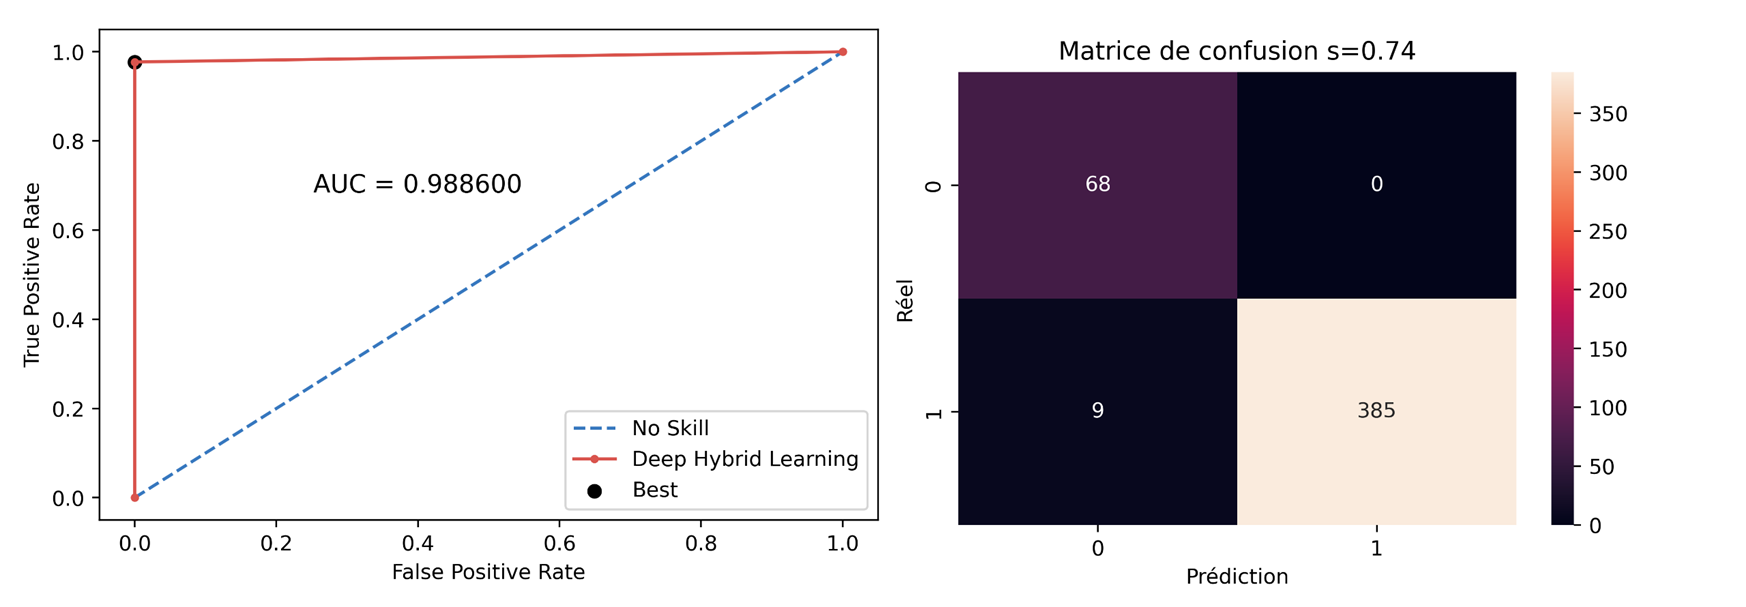 1.0
0.8
0.6
0.4
0.2
0.0
True Positive Rate
AUC = 0.988600
No Skill
Deep Hybrid Learning
Best
0.0 0.2 0.4 0.6 0.8 1.0
False Positive Rate
Matrice de confusion s=0.74
Réel
0
1
68 0
9 385
0 1
Prédiction
350
300
250
200
150
100
50
0